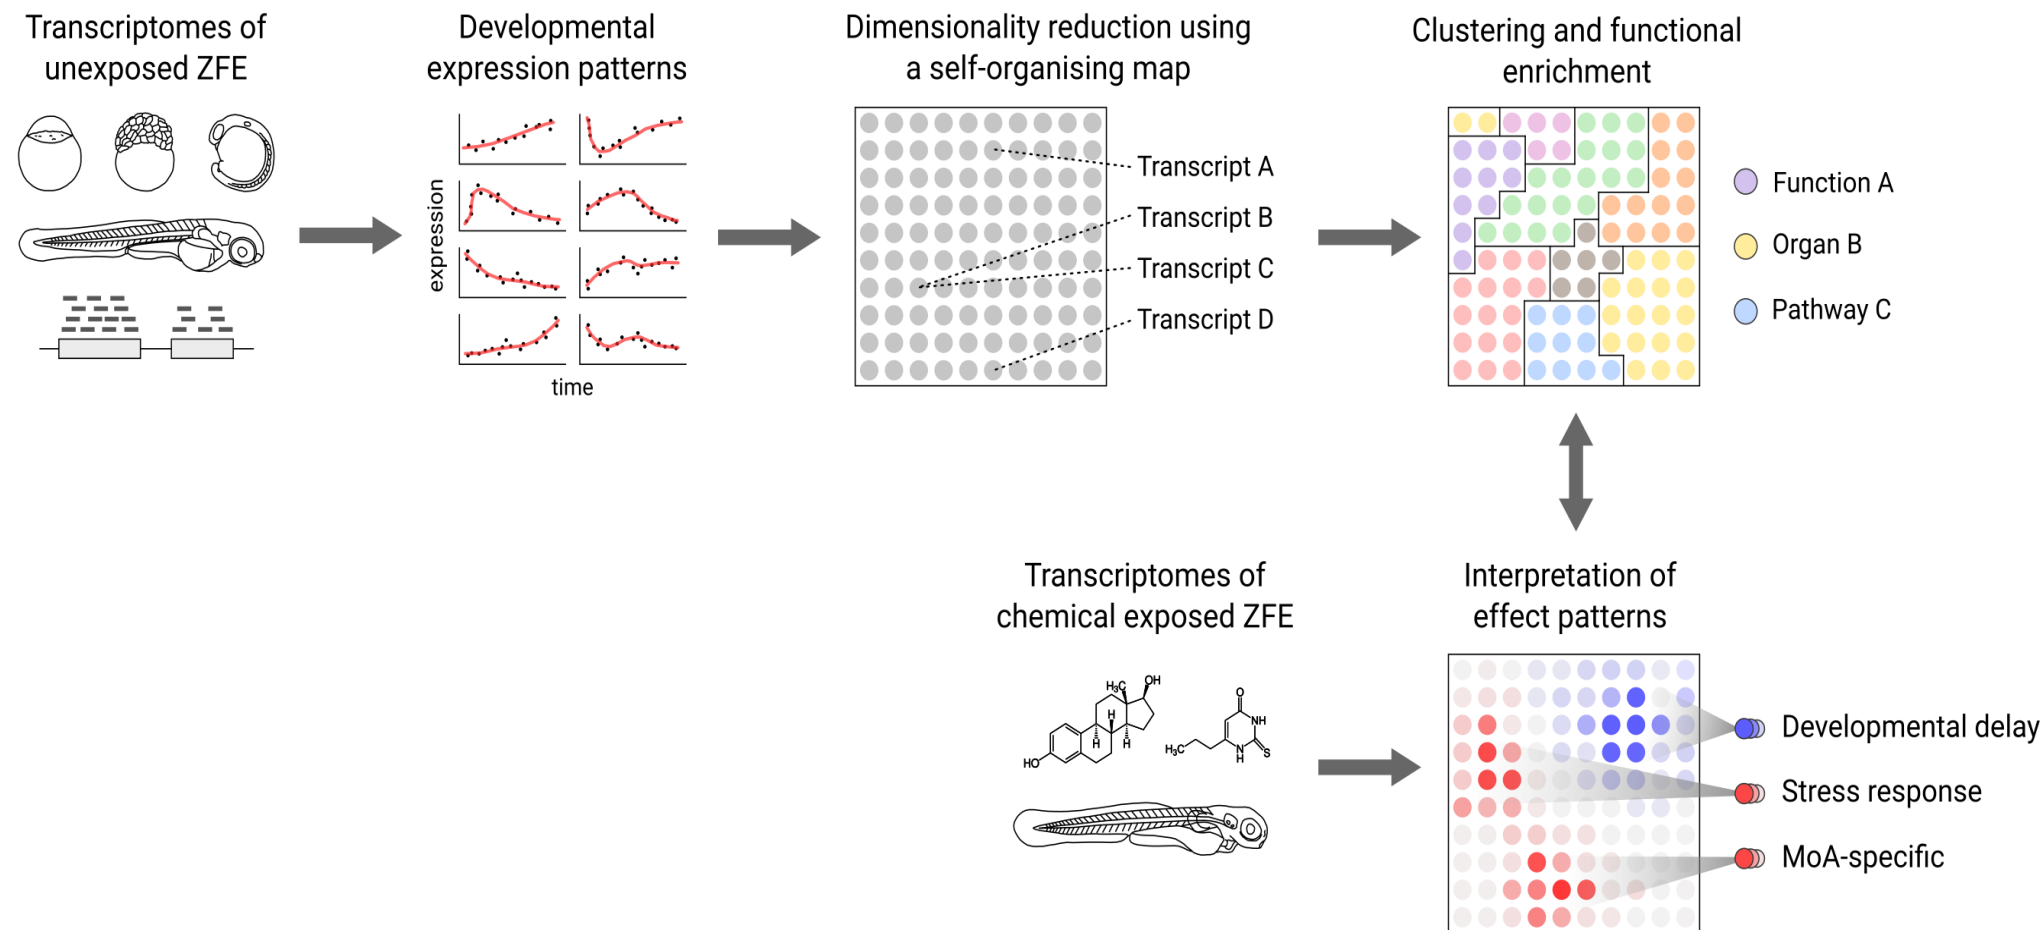 Transcriptomes of
unexposed ZFE
Developmental
expression patterns
expression
time
Dimensionality reduction using
a self-organising map
Transcript A
Transcript B
Transcript C
Transcript D
Clustering and functional
enrichment
Function A
Organ B
Pathway C
Transcriptomes of
chemical exposed ZFE
H₃C
OH
H
H
H
HO
O
NH
N
H
S
H₃C
Interpretation of
effect patterns
Developmental delay
Stress response
MoA-specific